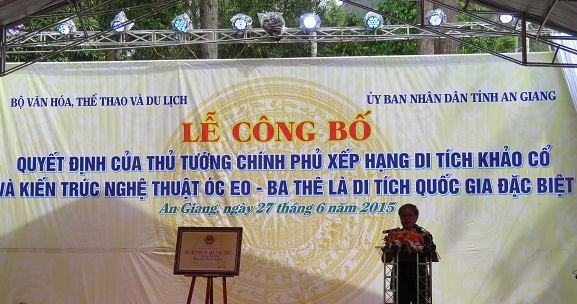 BỘ VĂN HÓA, THỂ THAO VÀ DU LỊCH
ỦY BAN NHÂN DÂN TỈNH AN GIANG
LỄ CÔNG BỐ
QUYẾT ĐỊNH CỦA THỦ TƯỚNG CHÍNH PHỦ XẾP HẠNG DI TÍCH KHẢO CỔ
VÀ KIẾN TRÚC NGHỆ THUẬT ÓC EO - BA THÊ LÀ DI TÍCH QUỐC GIA ĐẶC BIỆT
An Giang, ngày 27 tháng 6 năm 2015